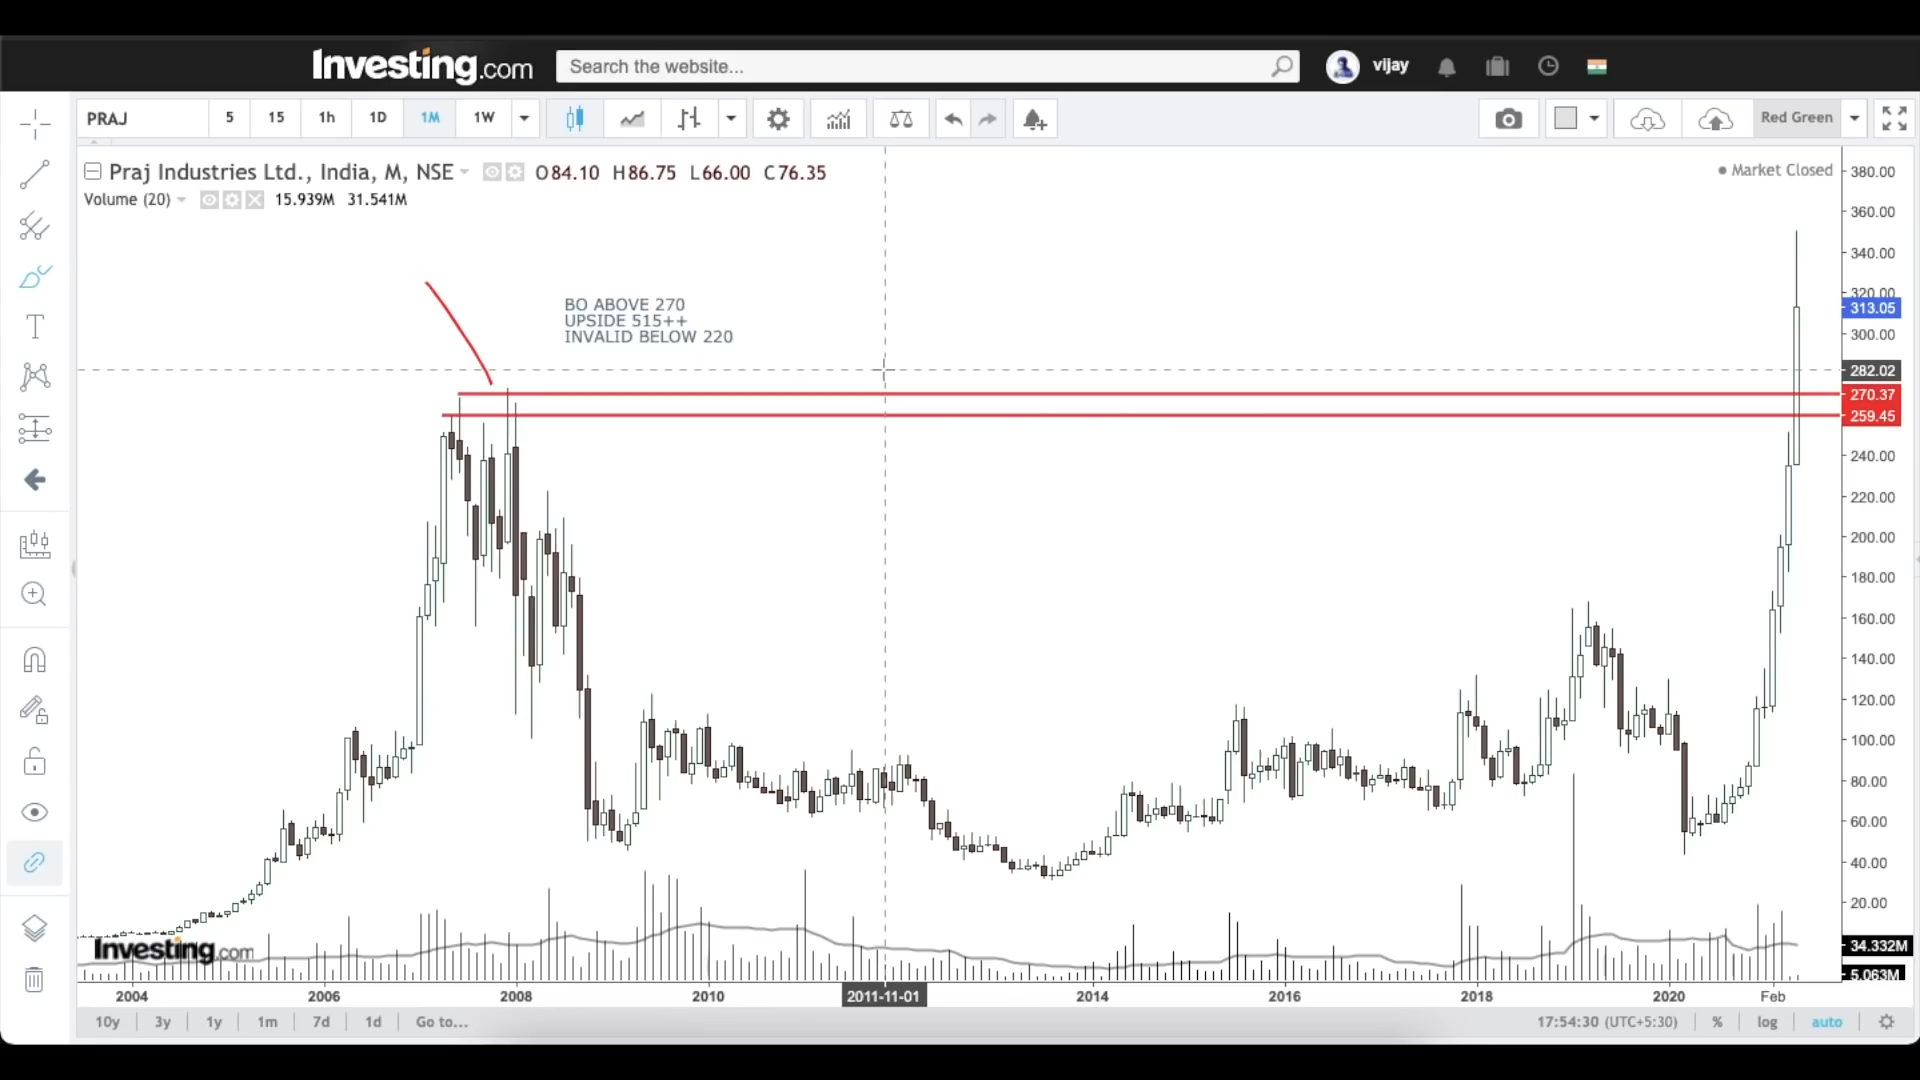 Investing.com
Search the website...
vijay
PRAJ 5 15 1h 1D 1M 1W
Red Green
Praj Industries Ltd., India, M, NSE O84.10 H86.75 L66.00 C76.35
Market Closed
Volume (20) 15.939M 31.541M
BO ABOVE 270
UPSIDE 515++
INVALID BELOW 220
380.00
360.00
340.00
320.00
313.05
300.00
282.02
270.37
259.45
240.00
220.00
200.00
180.00
160.00
140.00
120.00
100.00
80.00
60.00
40.00
20.00
34.332M
5.063M
Investing.com
2004 2006 2008 2010 2011-11-01 2014 2016 2018 2020 Feb
10y 3y 1y 1m 7d 1d Go to...
17:54:30 (UTC+5:30) % log auto